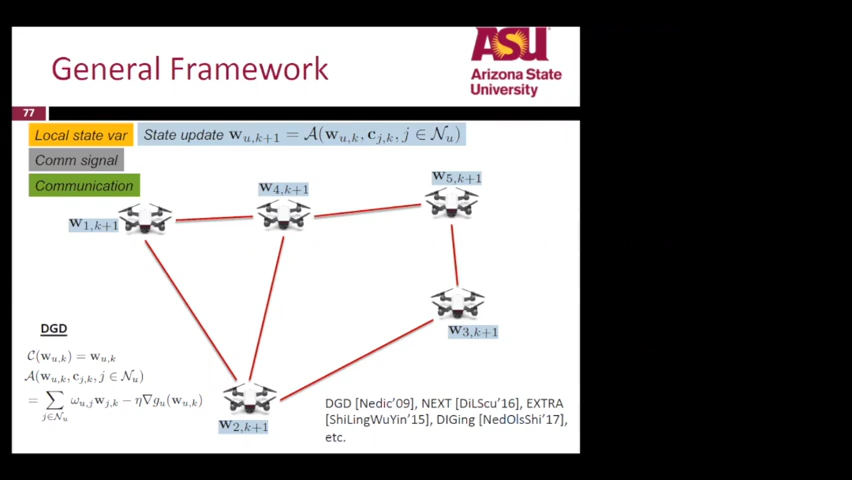 General Framework
ASU
Arizona State
University
77
Local state var
State update w_{u,k+1} = 𝒜(w_{u,k}, c_{j,k}, j ∈ 𝒩_u)
Comm signal
Communication
w_{4,k+1}
w_{5,k+1}
w_{1,k+1}
w_{3,k+1}
DGD
𝒞(w_{u,k}) = w_{u,k}
𝒜(w_{u,k}, c_{j,k}, j ∈ 𝒩_u)
= ∑_{j∈𝒩_u} ω_{u,j} w_{j,k} − η∇g_u(w_{u,k})
w_{2,k+1}
DGD [Nedic'09], NEXT [DiLScu'16], EXTRA
[ShiLingWuYin'15], DIGing [NedOlsShi'17],
etc.